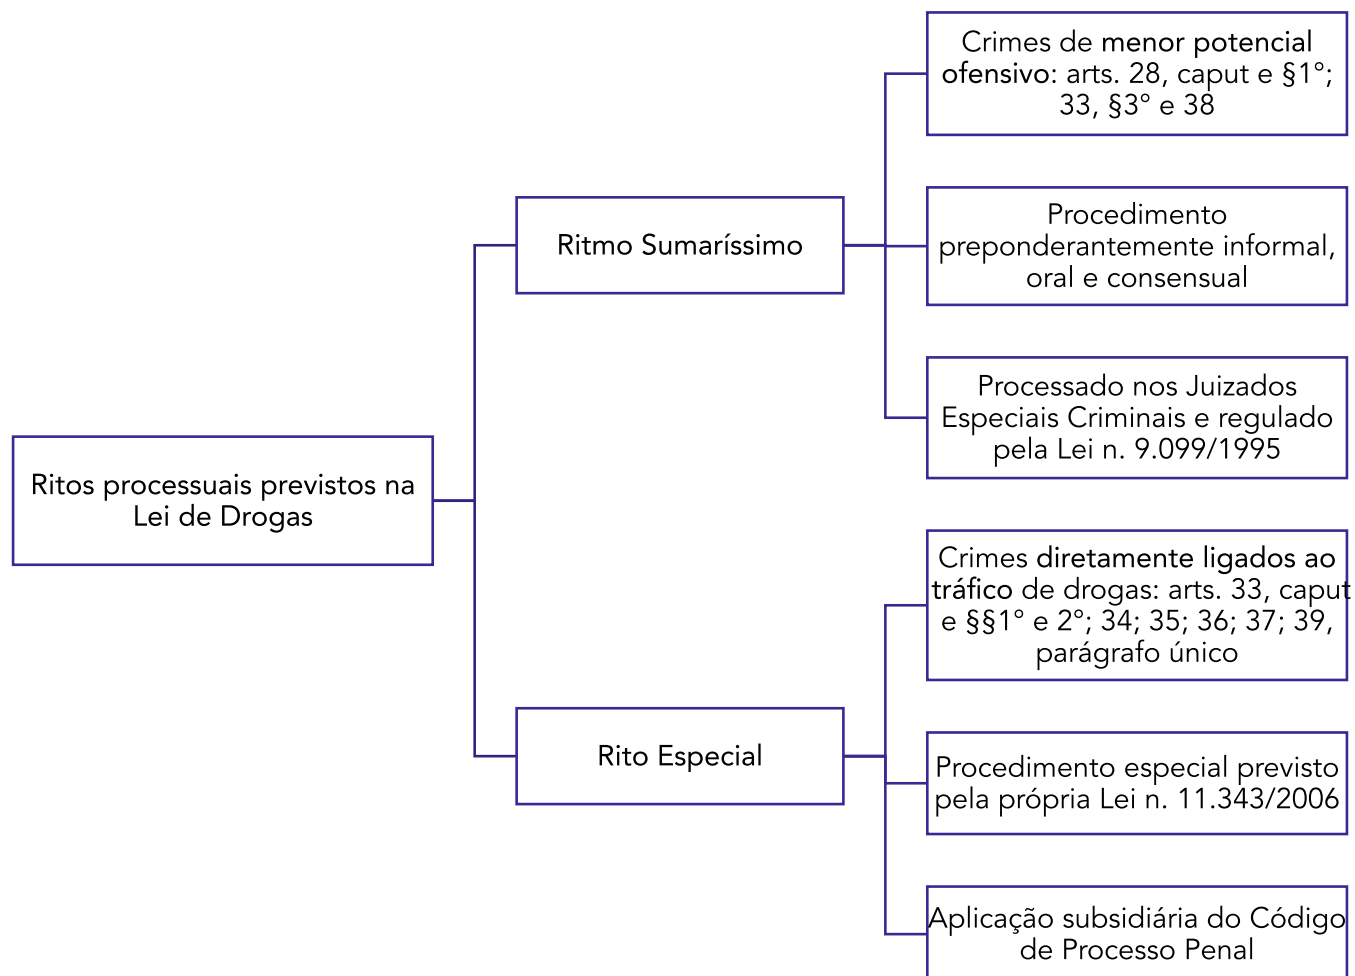 Ritos processuais previstos na
Lei de Drogas
Ritmo Sumaríssimo
Crimes de menor potencial
ofensivo: arts. 28, caput e §1°;
33, §3° e 38
Procedimento
preponderantemente informal,
oral e consensual
Processado nos Juizados
Especiais Criminais e regulado
pela Lei n. 9.099/1995
Rito Especial
Crimes diretamente ligados ao
tráfico de drogas: arts. 33, caput
e §§1° e 2°; 34; 35; 36; 37; 39,
parágrafo único
Procedimento especial previsto
pela própria Lei n. 11.343/2006
Aplicação subsidiária do Código
de Processo Penal